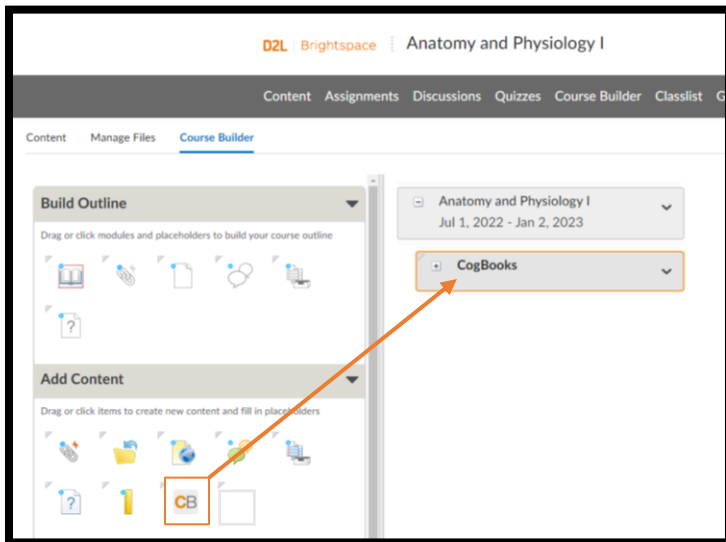 D2L Brightspace Anatomy and Physiology I
Content Assignments Discussions Quizzes Course Builder Classlist G
Content Manage Files Course Builder
Build Outline
Drag or click modules and placeholders to build your course outline
?
Add Content
Drag or click items to create new content and fill in placeholders
? CB
Anatomy and Physiology I
Jul 1, 2022 - Jan 2, 2023
CogBooks